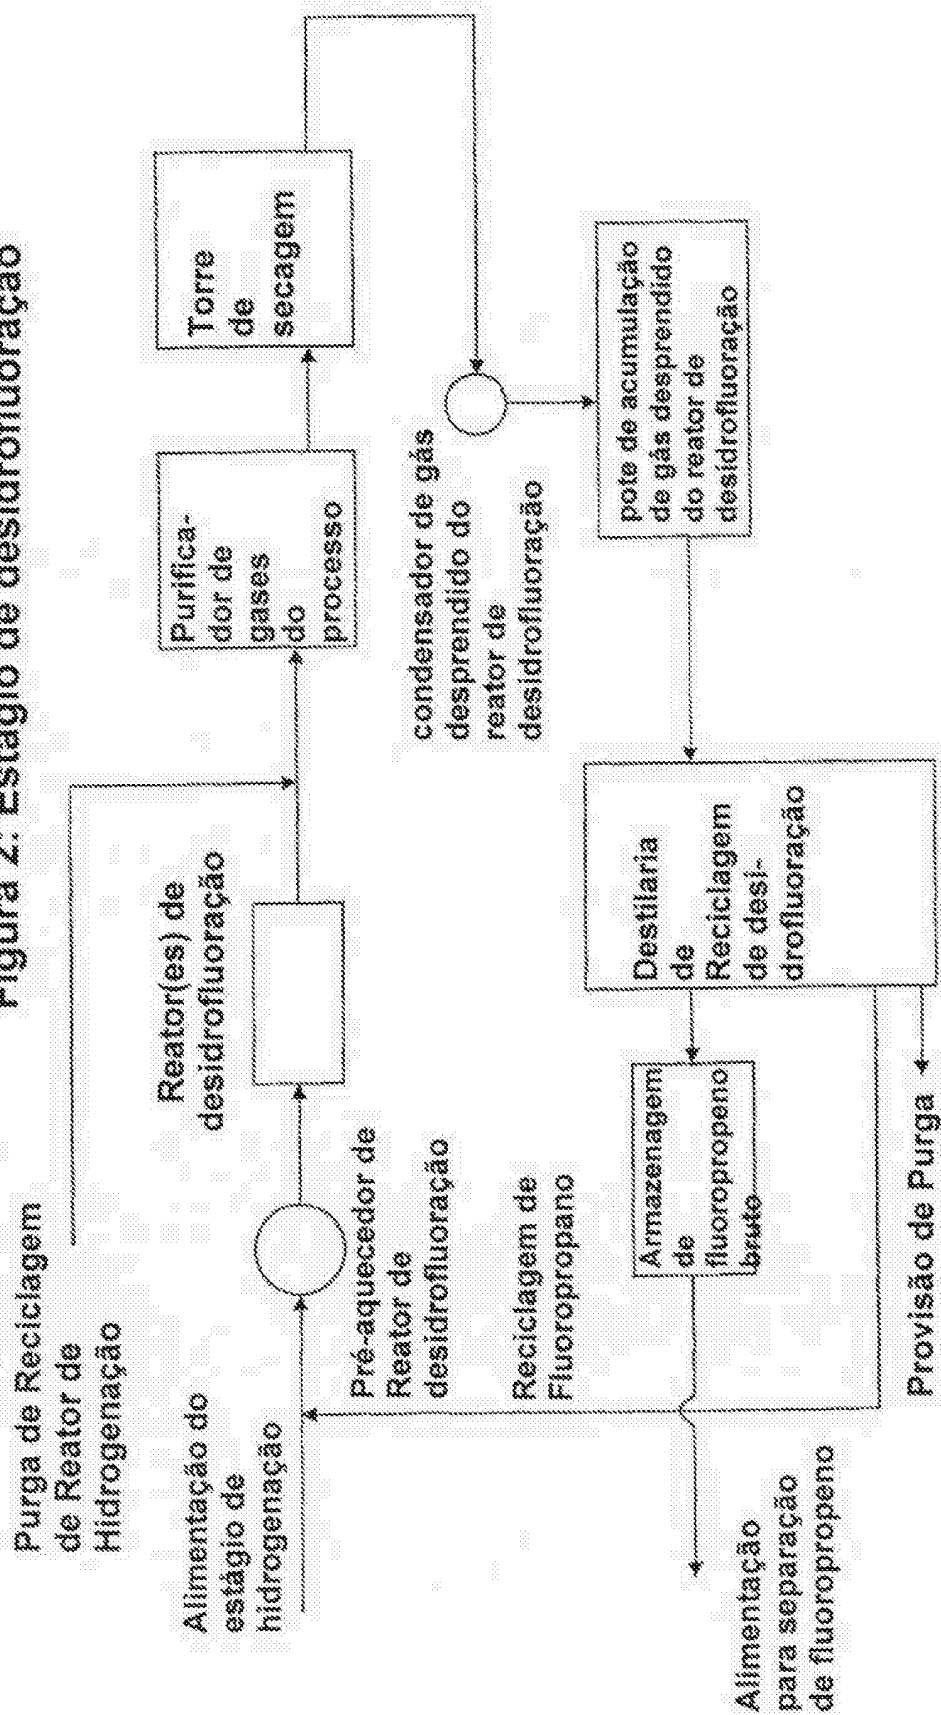 Figura 2: Estágio de desidrofluoração
Purga de Reciclagem
de Reator de
Hidrogenação
Alimentação do
estágio de
hidrogenação
Pré-aquecedor de
Reator de
desidrofluoração
Reator(es) de
desidrofluoração
Purifica-
dor de
gases
do
processo
Torre
de
secagem
condensador de gás
desprendido do
reator de
desidrofluoração
pote de acumulação
de gás desprendido
do reator de
desidrofluoração
Destilaria
de
Reciclagem
de desi-
drofluoração
Armazenagem
de
fluoropropeno
bruto
Reciclagem de
Fluoropropano
Provisão de Purga
Alimentação
para separação
de fluoropropeno